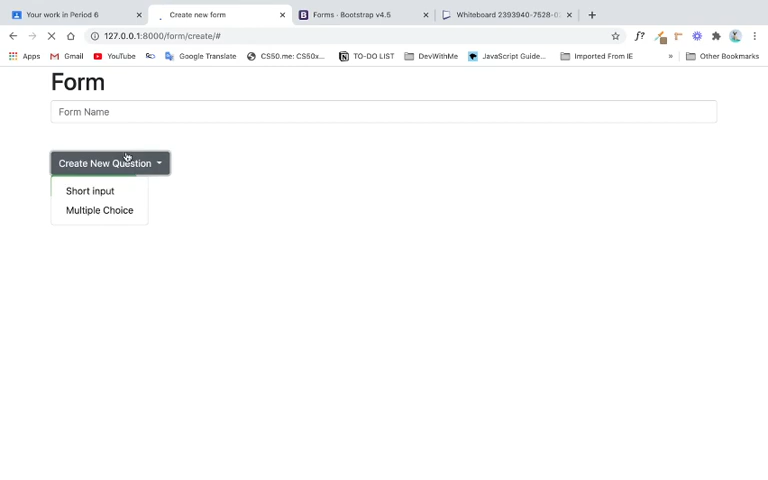 Your work in Period 6
Create new form
Forms · Bootstrap v4.5
Whiteboard 2393940-7528-0
127.0.0.1:8000/form/create/#
Apps
Gmail
YouTube
Google Translate
CS50.me: CS50x...
TO-DO LIST
DevWithMe
JavaScript Guide...
Imported From IE
»
Other Bookmarks
Form
Form Name
Create New Question
Short input
Multiple Choice